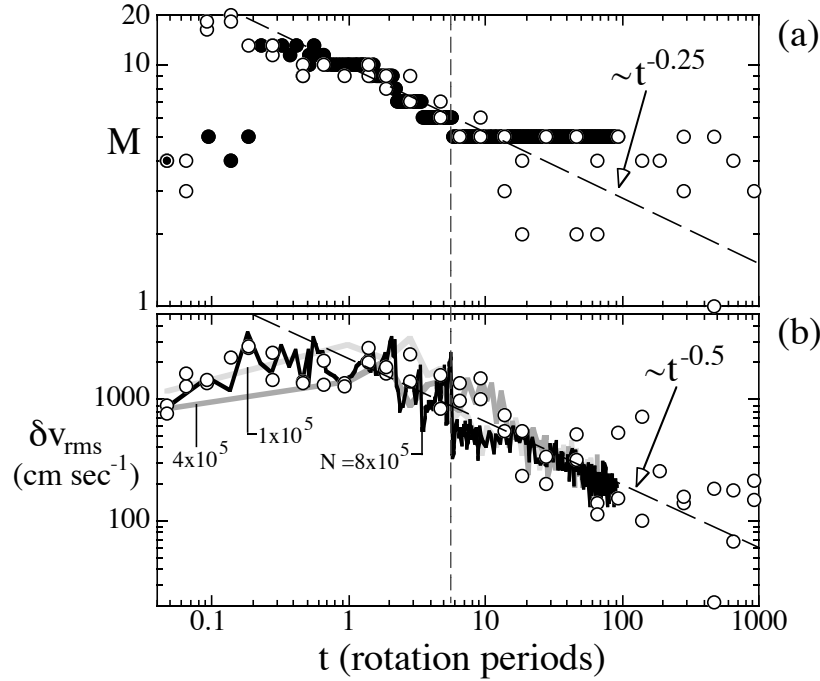 20
(a)
10
M
~t^-0.25
1
(b)
1000
~t^-0.5
δv_rms
(cm sec^-1)
4x10^5
1x10^5
N =8x10^5
100
0.1 1 10 100 1000
t (rotation periods)